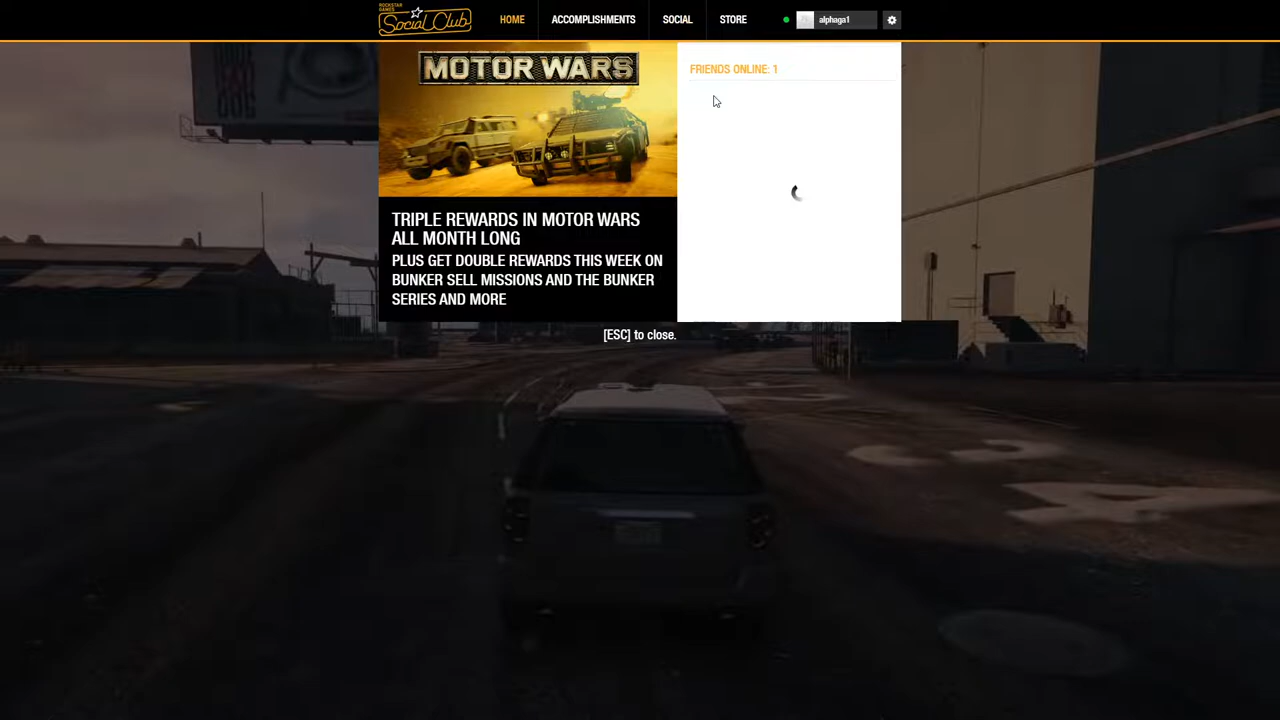 ROCKSTAR
GAMES
Social Club
HOME
ACCOMPLISHMENTS
SOCIAL
STORE
alphaga1
MOTOR WARS
FRIENDS ONLINE: 1
TRIPLE REWARDS IN MOTOR WARS
ALL MONTH LONG
PLUS GET DOUBLE REWARDS THIS WEEK ON
BUNKER SELL MISSIONS AND THE BUNKER
SERIES AND MORE
[ESC] to close.